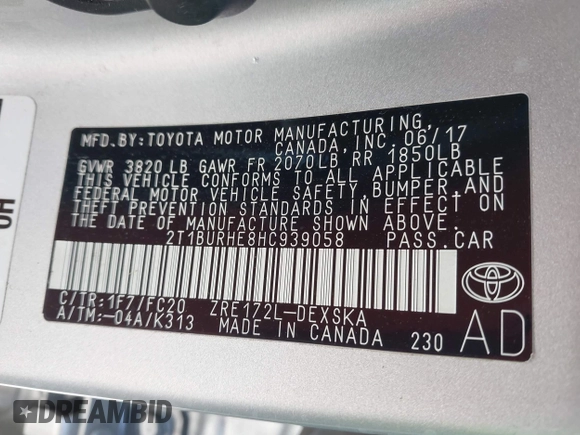 MFD.BY:TOYOTA MOTOR MANUFACTURING,
CANADA, INC. 06/17
GVWR 3820LB GAWR FR 2070LB RR 1850LB
THIS VEHICLE CONFORMS TO ALL APPLICABLE
FEDERAL MOTOR VEHICLE SAFETY, BUMPER, AND
THEFT PREVENTION STANDARDS IN EFFECT ON
THE DATE OF MANUFACTURE SHOWN ABOVE.
2T1BURHE8HC939058 PASS.CAR
C/TR:1F7/FC20 ZRE172L-DEXSKA
A/TM:-04A/K313 MADE IN CANADA 230 AD
DREAMBID